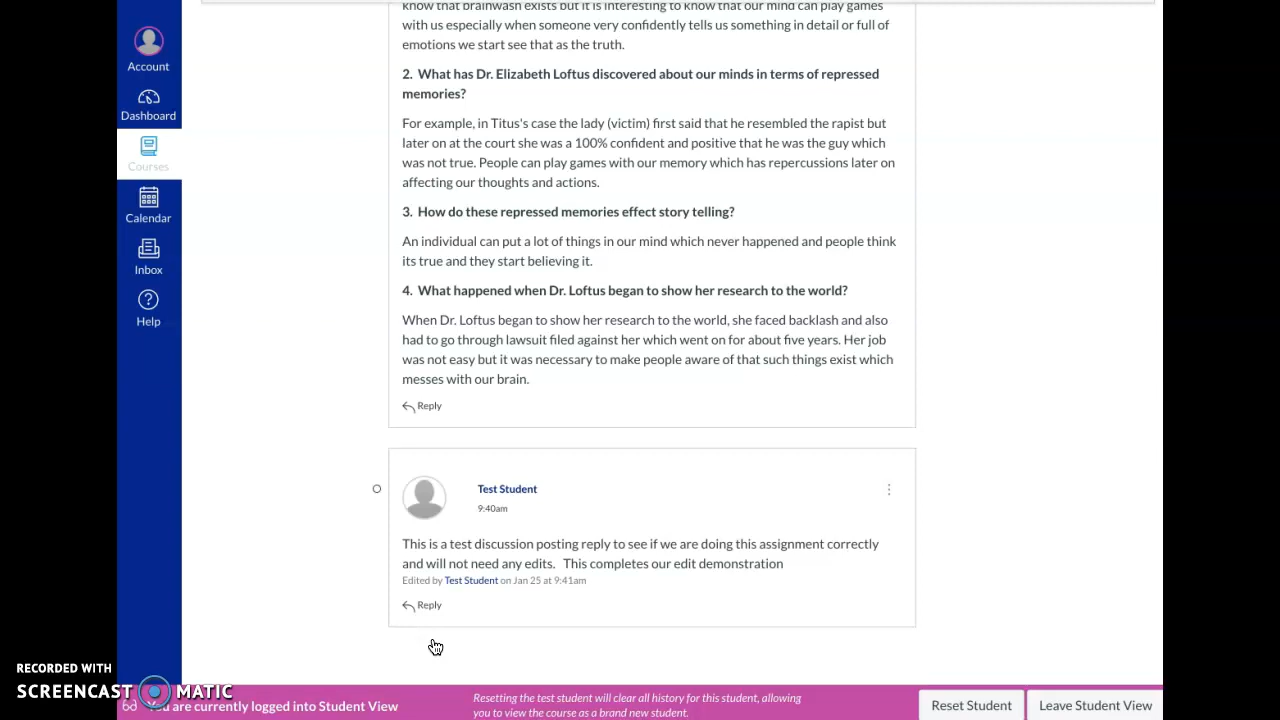 know that brainwash exists but it is interesting to know that our mind can play games
with us especially when someone very confidently tells us something in detail or full of
emotions we start see that as the truth.
Account
2. What has Dr. Elizabeth Loftus discovered about our minds in terms of repressed
memories?
Dashboard
For example, in Titus's case the lady (victim) first said that he resembled the rapist but
later on at the court she was a 100% confident and positive that he was the guy which
was not true. People can play games with our memory which has repercussions later on
affecting our thoughts and actions.
Courses
3. How do these repressed memories effect story telling?
Calendar
An individual can put a lot of things in our mind which never happened and people think
its true and they start believing it.
Inbox
4. What happened when Dr. Loftus began to show her research to the world?
Help
When Dr. Loftus began to show her research to the world, she faced backlash and also
had to go through lawsuit filed against her which went on for about five years. Her job
was not easy but it was necessary to make people aware of that such things exist which
messes with our brain.
Reply
Test Student
9:40am
This is a test discussion posting reply to see if we are doing this assignment correctly
and will not need any edits. This completes our edit demonstration
Edited by Test Student on Jan 25 at 9:41am
Reply
RECORDED WITH
SCREENCAST MATIC
are currently logged into Student View
Resetting the test student will clear all history for this student, allowing
you to view the course as a brand new student.
Reset Student
Leave Student View